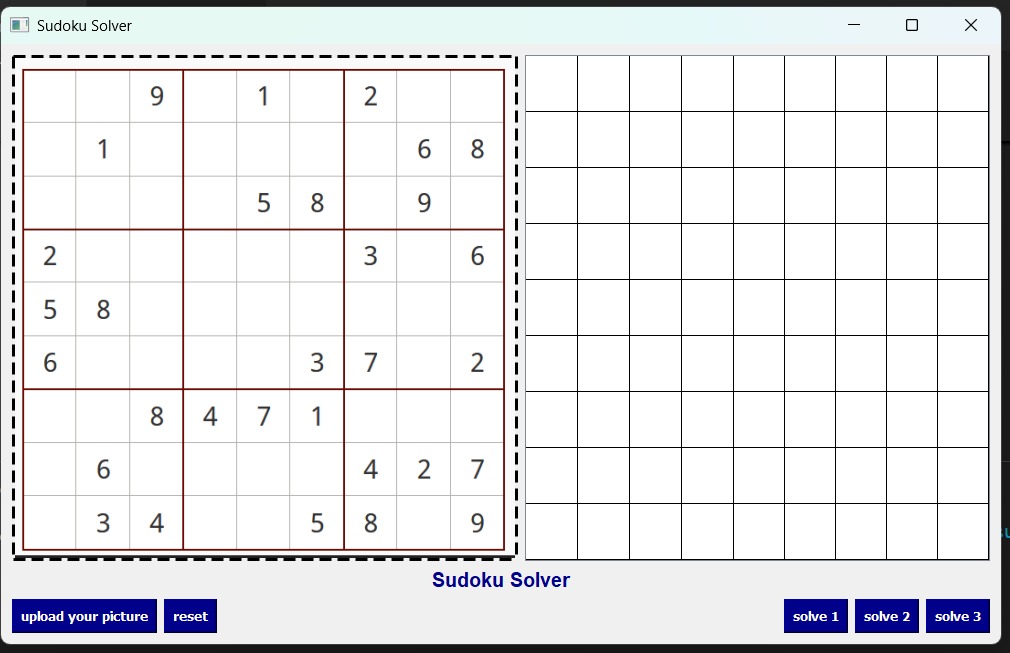 Sudoku Solver
9 1 2
1 6 8
5 8 9
2 3 6
5 8
6 3 7 2
8 4 7 1
6 4 2 7
3 4 5 8 9
Sudoku Solver
upload your picture reset solve 1 solve 2 solve 3